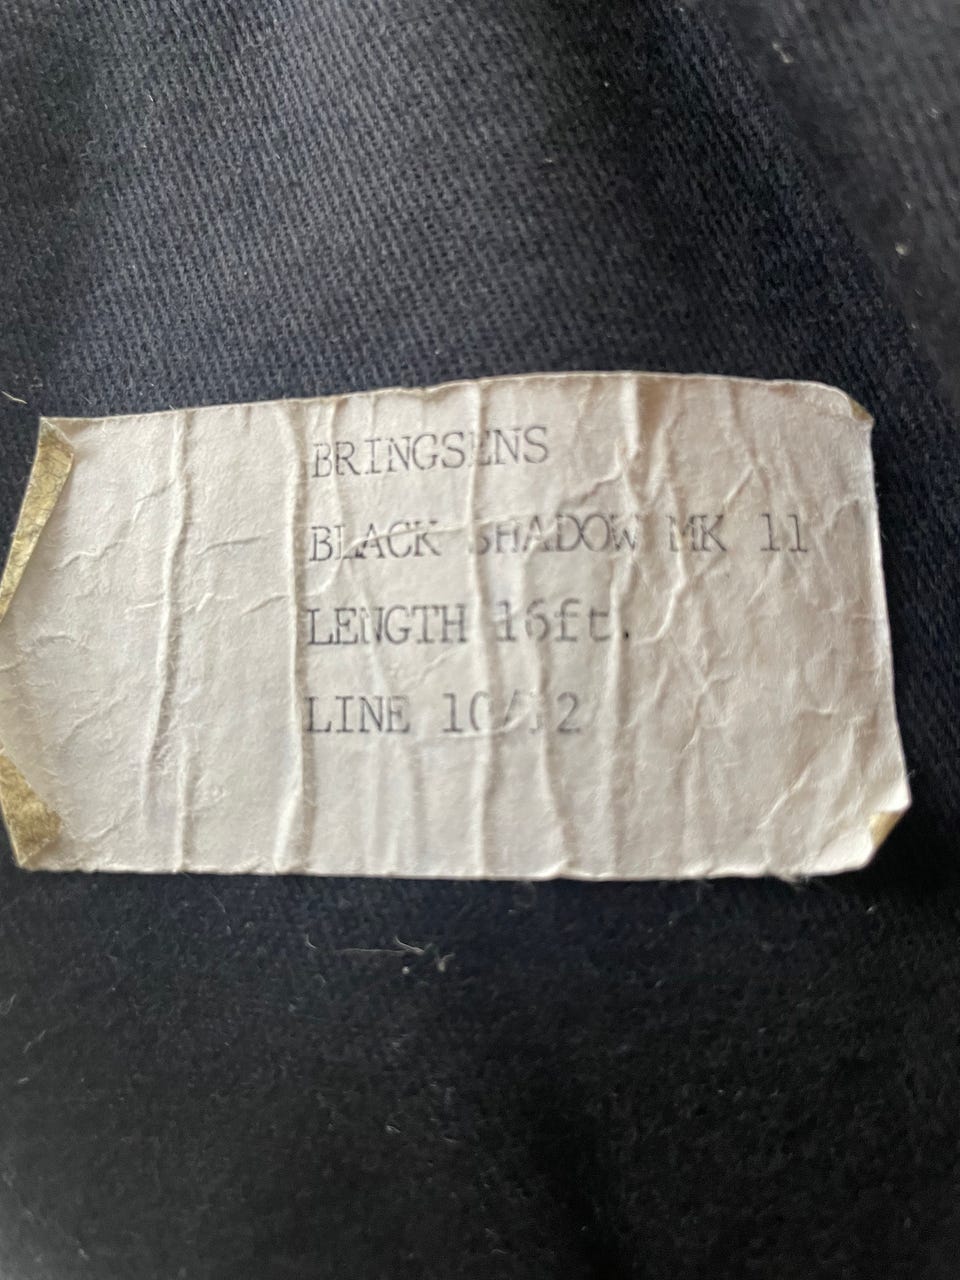 BRINGSENS
BLACK SHADOW MK 11
LENGTH 16ft.
LINE 10/12